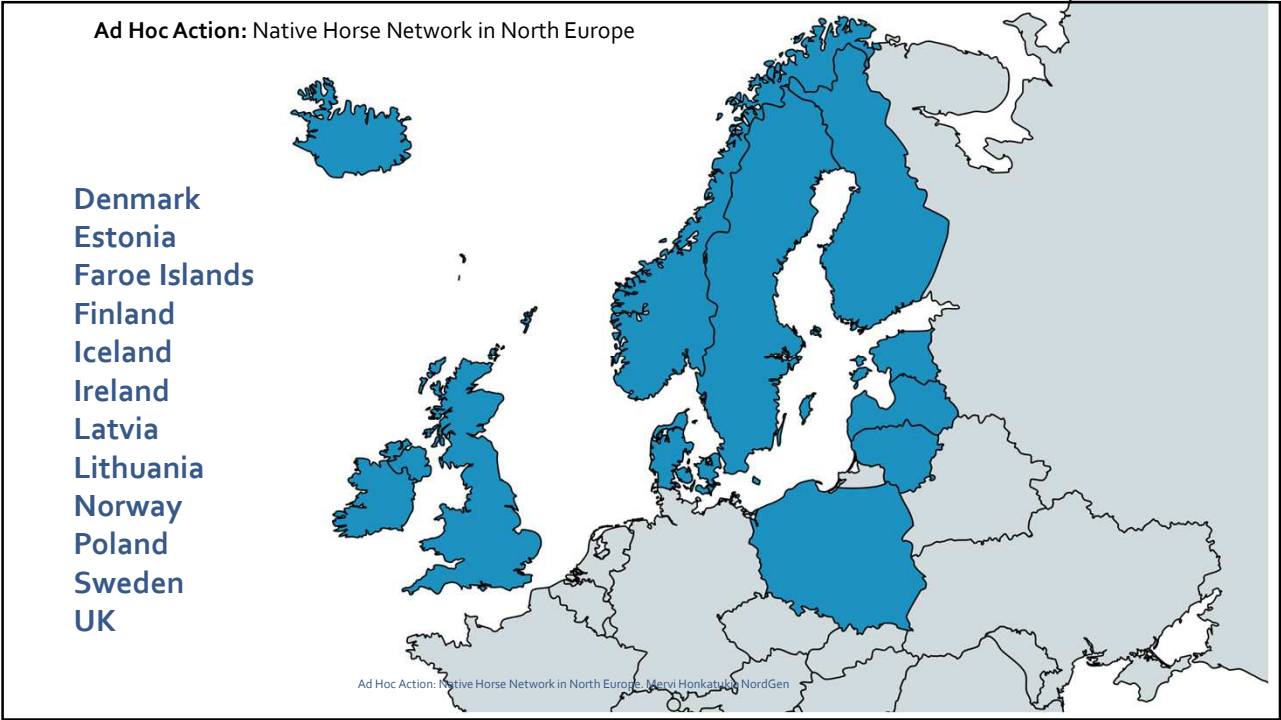 Ad Hoc Action: Native Horse Network in North Europe
Denmark
Estonia
Faroe Islands
Finland
Iceland
Ireland
Latvia
Lithuania
Norway
Poland
Sweden
UK
Ad Hoc Action: Native Horse Network in North Europe. Mervi Honkatukia NordGen